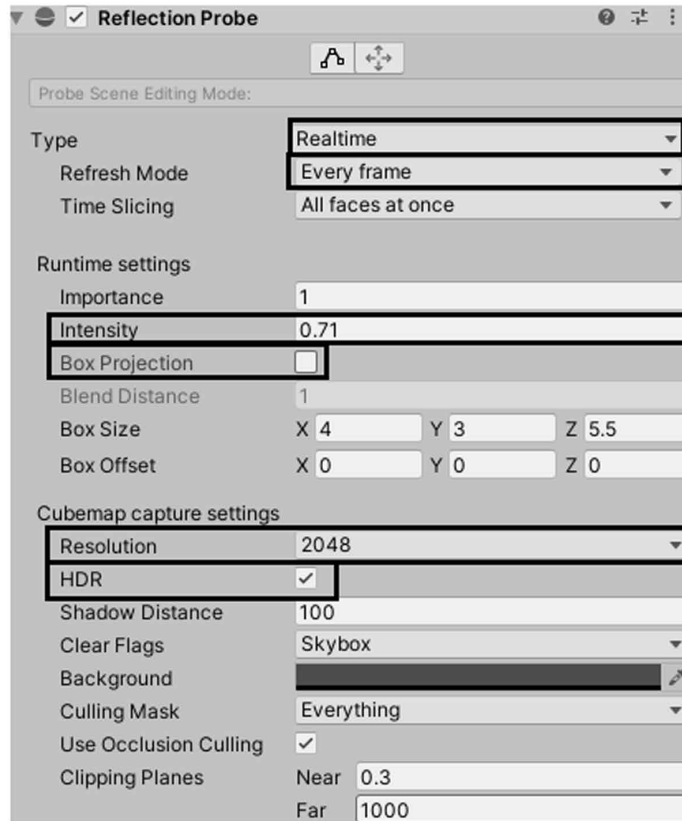 Reflection Probe
Probe Scene Editing Mode:
Type Realtime
Refresh Mode Every frame
Time Slicing All faces at once
Runtime settings
Importance 1
Intensity 0.71
Box Projection
Blend Distance 1
Box Size X 4 Y 3 Z 5.5
Box Offset X 0 Y 0 Z 0
Cubemap capture settings
Resolution 2048
HDR
Shadow Distance 100
Clear Flags Skybox
Background
Culling Mask Everything
Use Occlusion Culling
Clipping Planes Near 0.3
Far 1000